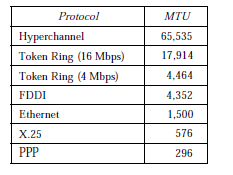 Protocol MTU
Hyperchannel 65,535
Token Ring (16 Mbps) 17,914
Token Ring (4 Mbps) 4,464
FDDI 4,352
Ethernet 1,500
X.25 576
PPP 296